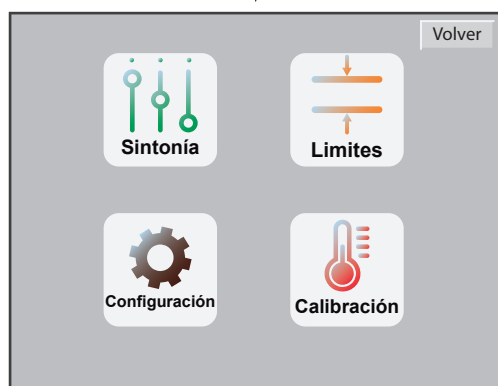 Volver
Sintonía
Limites
Configuración
Calibración